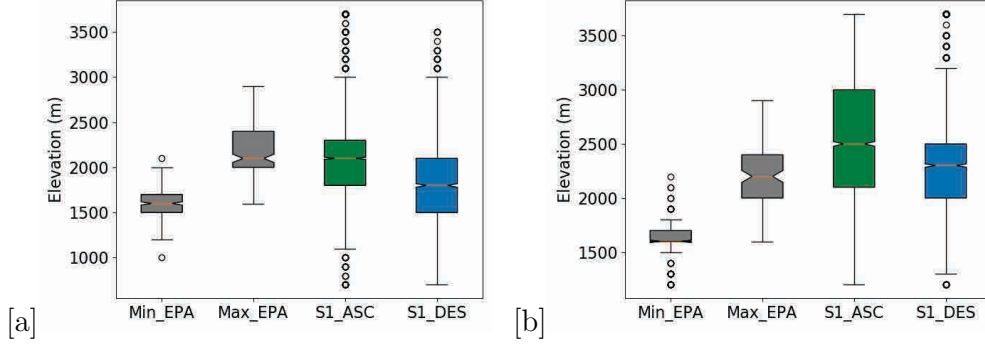 3500
3000
2500
2000
1500
1000
Elevation (m)
Min_EPA Max_EPA S1_ASC S1_DES
[a]
3500
3000
2500
2000
1500
Elevation (m)
Min_EPA Max_EPA S1_ASC S1_DES
[b]